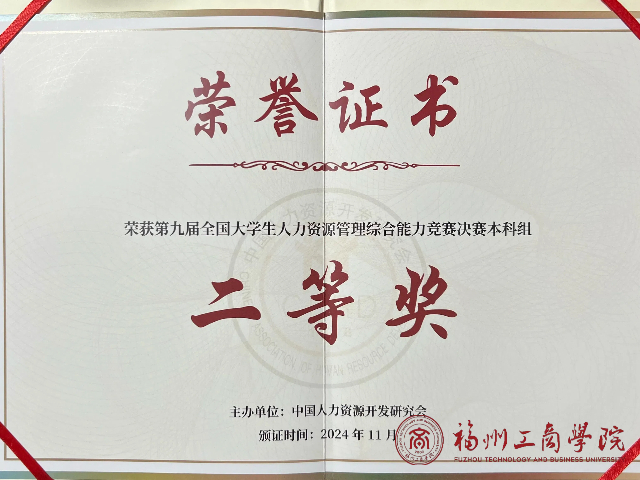 荣誉证书
荣获第九届全国大学生人力资源管理综合能力竞赛决赛本科组
二等奖
主办单位：中国人力资源开发研究会
颁证时间：2024年11月
福州工商學院
FUZHOU TECHNOLOGY AND BUSINESS UNIVERSITY